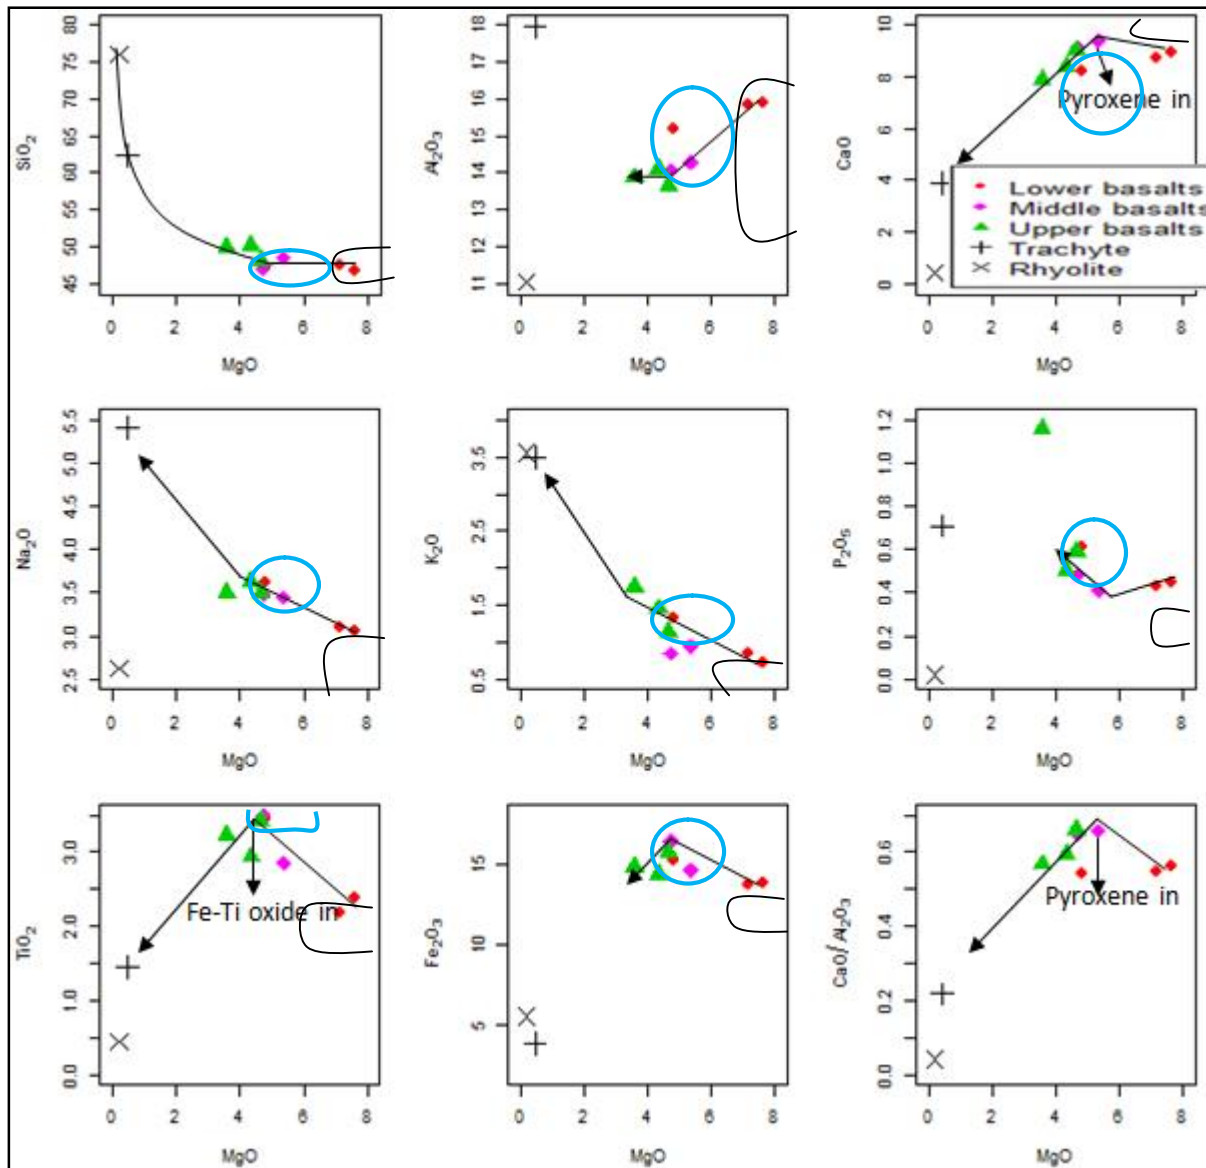 SiO₂
80
75
70
65
60
55
50
45
0 2 4 6 8
MgO
Al₂O₃
18
17
16
15
14
13
12
11
0 2 4 6 8
MgO
CaO
10
8
6
4
2
0
Pyroxene in
Lower basalts
Middle basalts
Upper basalts
Trachyte
Rhyolite
0 2 4 6 8
MgO
Na₂O
5.5
5.0
4.5
4.0
3.5
3.0
2.5
0 2 4 6 8
MgO
K₂O
3.5
2.5
1.5
0.5
0 2 4 6 8
MgO
P₂O₅
1.2
1.0
0.8
0.6
0.4
0.2
0.0
0 2 4 6 8
MgO
TiO₂
3.0
2.0
1.0
0.0
Fe-Ti oxide in
0 2 4 6 8
MgO
Fe₂O₃
15
10
5
0 2 4 6 8
MgO
CaO/Al₂O₃
0.6
0.4
0.2
0.0
Pyroxene in
0 2 4 6 8
MgO